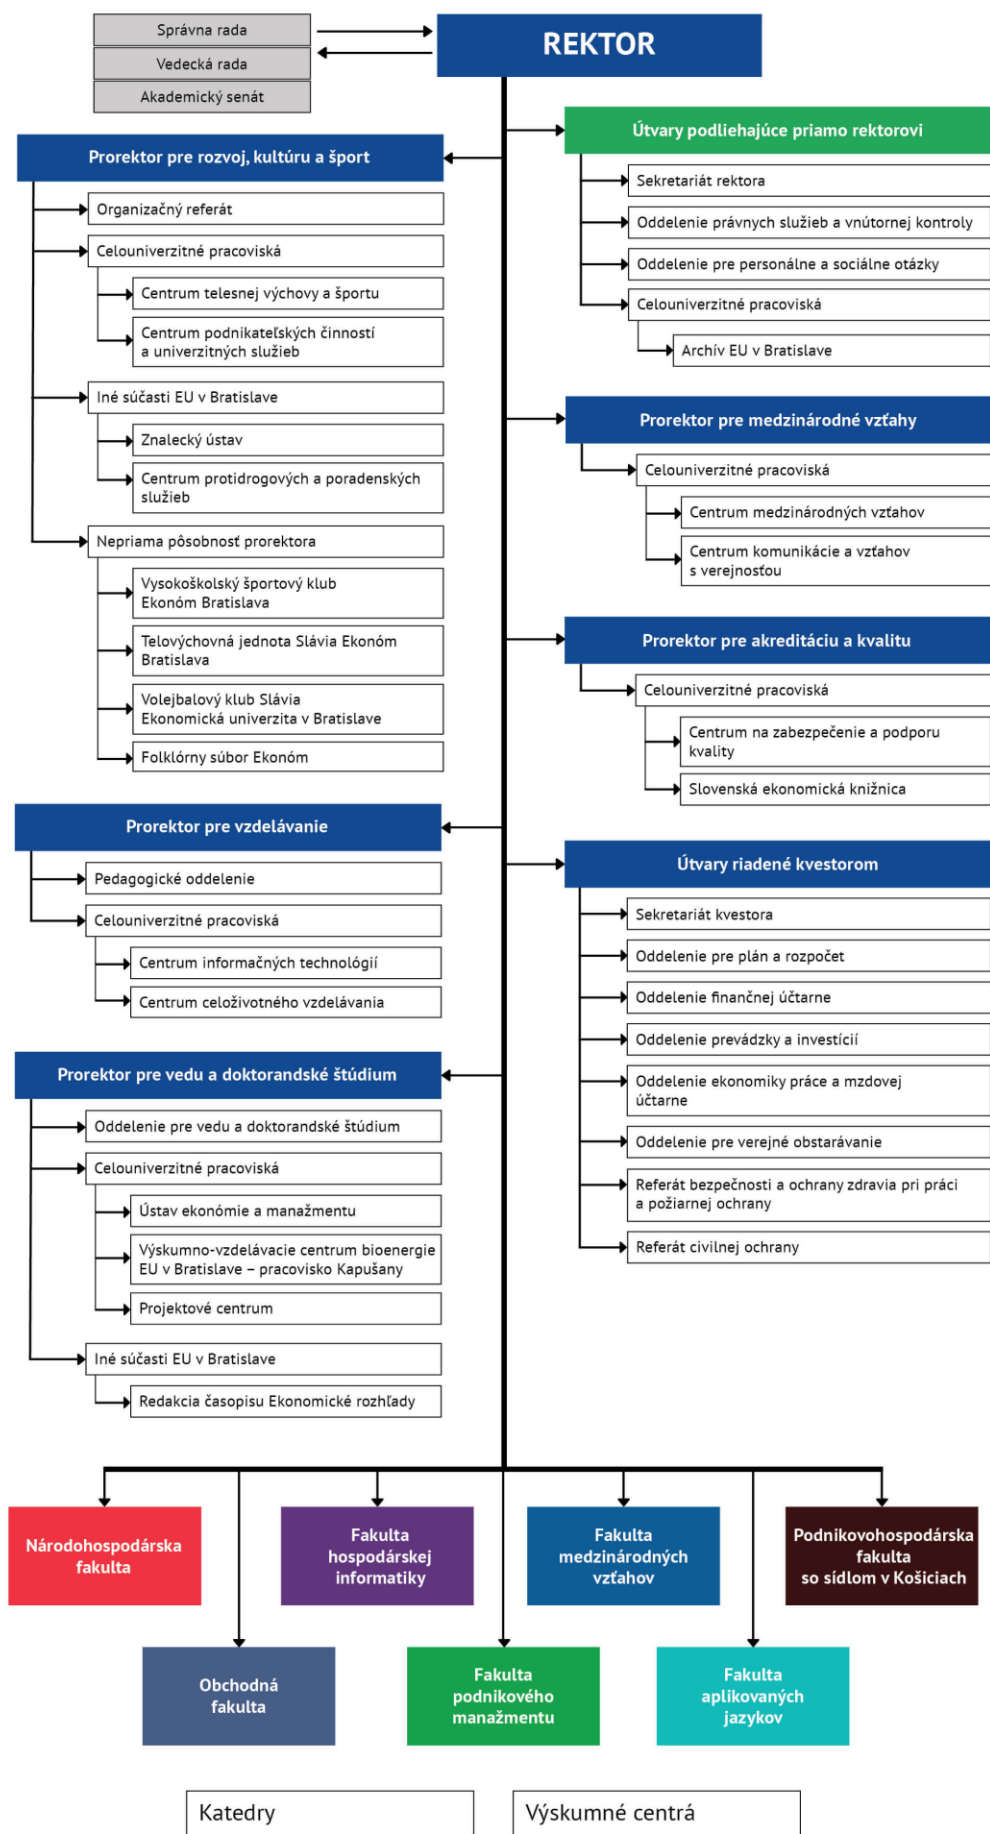 Správna rada
Vedecká rada
Akademický senát
REKTOR
Prorektor pre rozvoj, kultúru a šport
Organizačný referát
Celouniverzitné pracoviská
Centrum telesnej výchovy a športu
Centrum podnikateľských činností
a univerzitných služieb
Iné súčasti EU v Bratislave
Znalecký ústav
Centrum protidrogových a poradenských
služieb
Nepriama pôsobnosť prorektora
Vysokoškolský športový klub
Ekonóm Bratislava
Telovýchovná jednota Slávia Ekonóm
Bratislava
Volejbalový klub Slávia
Ekonomická univerzita v Bratislave
Folklórny súbor Ekonóm
Prorektor pre vzdelávanie
Pedagogické oddelenie
Celouniverzitné pracoviská
Centrum informačných technológií
Centrum celoživotného vzdelávania
Prorektor pre vedu a doktorandské štúdium
Oddelenie pre vedu a doktorandské štúdium
Celouniverzitné pracoviská
Ústav ekonómie a manažmentu
Výskumno-vzdelávacie centrum bioenergie
EU v Bratislave – pracovisko Kapušany
Projektové centrum
Iné súčasti EU v Bratislave
Redakcia časopisu Ekonomické rozhľady
Útvary podliehajúce priamo rektorovi
Sekretariát rektora
Oddelenie právnych služieb a vnútornej kontroly
Oddelenie pre personálne a sociálne otázky
Celouniverzitné pracoviská
Archív EU v Bratislave
Prorektor pre medzinárodné vzťahy
Celouniverzitné pracoviská
Centrum medzinárodných vzťahov
Centrum komunikácie a vzťahov
s verejnosťou
Prorektor pre akreditáciu a kvalitu
Celouniverzitné pracoviská
Centrum na zabezpečenie a podporu
kvality
Slovenská ekonomická knižnica
Útvary riadené kvestorom
Sekretariát kvestora
Oddelenie pre plán a rozpočet
Oddelenie finančnej účtarne
Oddelenie prevádzky a investícií
Oddelenie ekonomiky práce a mzdovej
účtarne
Oddelenie pre verejné obstarávanie
Referát bezpečnosti a ochrany zdravia pri práci
a požiarnej ochrany
Referát civilnej ochrany
Národohospodárska
fakulta
Fakulta
hospodárskej
informatiky
Fakulta
medzinárodných
vzťahov
Podnikovohospodárska
fakulta
so sídlom v Košiciach
Obchodná
fakulta
Fakulta
podnikového
manažmentu
Fakulta
aplikovaných
jazykov
Katedry
Výskumné centrá